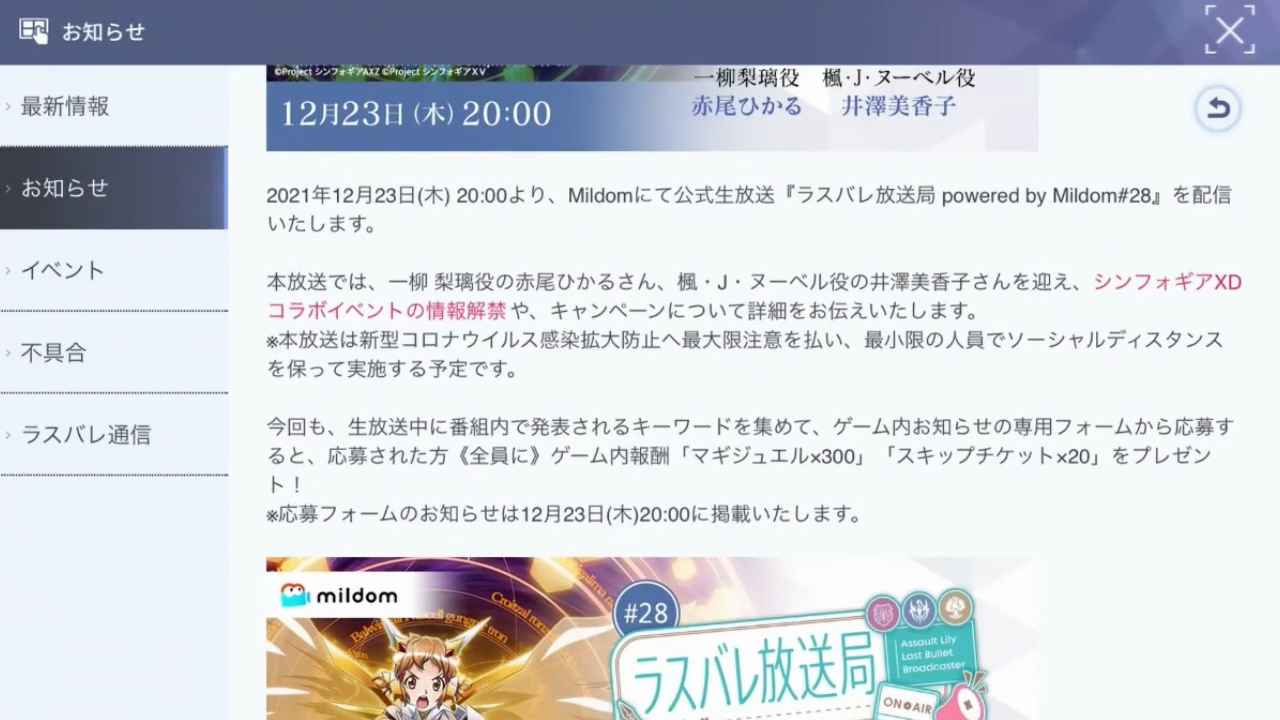 お知らせ
最新情報
お知らせ
イベント
不具合
ラスバレ通信
©Project シンフォギアAXZ ©Project シンフォギアXV
12月23日(木) 20:00
一柳梨璃役 楓・J・ヌーベル役
赤尾ひかる 井澤美香子
2021年12月23日(木) 20:00より、Mildomにて公式生放送『ラスバレ放送局 powered by Mildom#28』を配信
いたします。
本放送では、一柳 梨璃役の赤尾ひかるさん、楓・J・ヌーベル役の井澤美香子さんを迎え、シンフォギアXD
コラボイベントの情報解禁や、キャンペーンについて詳細をお伝えいたします。
※本放送は新型コロナウイルス感染拡大防止へ最大限注意を払い、最小限の人員でソーシャルディスタンス
を保って実施する予定です。
今回も、生放送中に番組内で発表されるキーワードを集めて、ゲーム内お知らせの専用フォームから応募す
ると、応募された方《全員に》ゲーム内報酬「マギジュエル×300」「スキップチケット×20」をプレゼン
ト！
※応募フォームのお知らせは12月23日(木)20:00に掲載いたします。
mildom
#28
ラスバレ放送局
Assault Lily
Last Bullet
Broadcaster
ON AIR
Croitzal ron